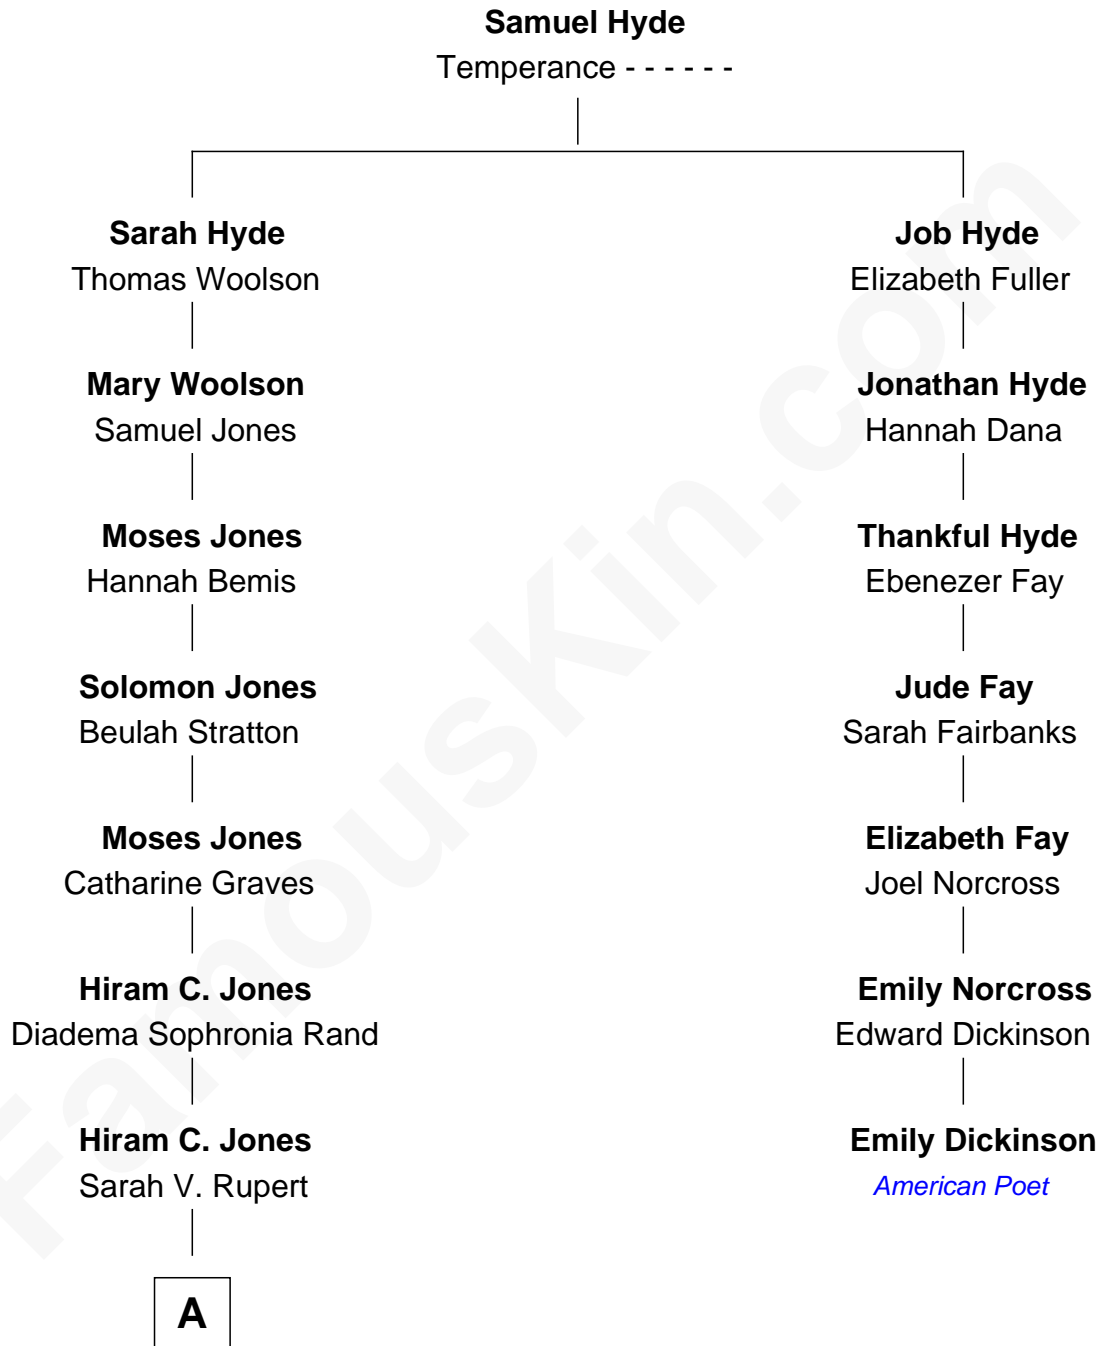 Samuel Hyde
Temperance - - - - - -
Sarah Hyde
Thomas Woolson
Job Hyde
Elizabeth Fuller
Mary Woolson
Samuel Jones
Jonathan Hyde
Hannah Dana
Moses Jones
Hannah Bemis
Thankful Hyde
Ebenezer Fay
Solomon Jones
Beulah Stratton
Jude Fay
Sarah Fairbanks
Moses Jones
Catharine Graves
Elizabeth Fay
Joel Norcross
Hiram C. Jones
Diadema Sophronia Rand
Emily Norcross
Edward Dickinson
Hiram C. Jones
Sarah V. Rupert
Emily Dickinson
American Poet
A
FamousKin.com